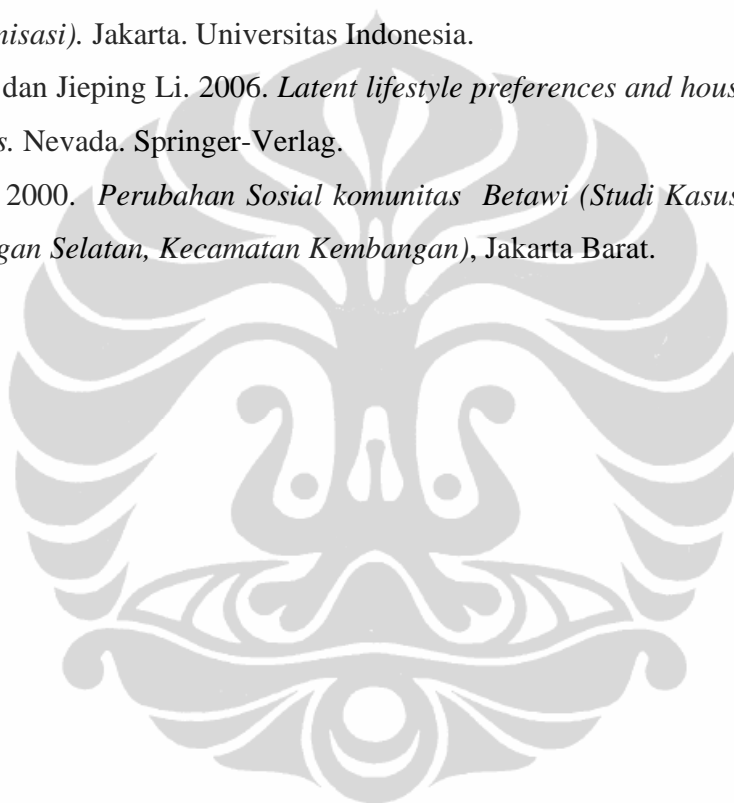 nisasi). Jakarta. Universitas Indonesia.
dan Jieping Li. 2006. Latent lifestyle preferences and hous
s. Nevada. Springer-Verlag.
2000. Perubahan Sosial komunitas Betawi (Studi Kasus
gan Selatan, Kecamatan Kembangan), Jakarta Barat.